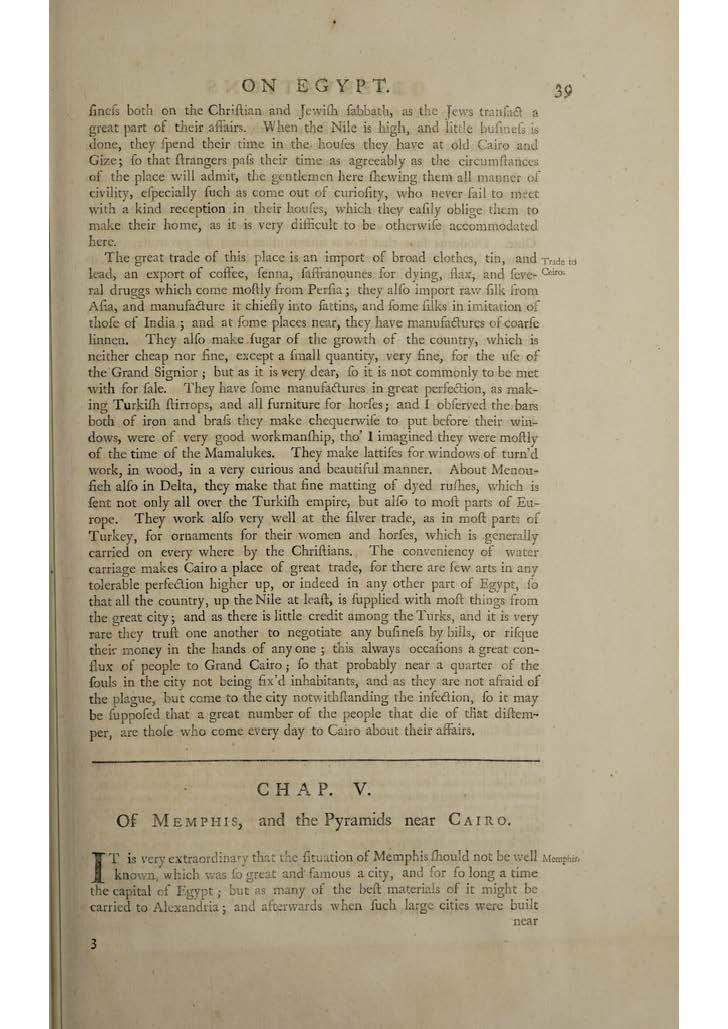 ON EGYPT. 39
ſineſs both on the Chriſtian and Jewiſh ſabbath, as the Jews tranſact a
great part of their affairs. When the Nile is high, and little buſineſs is
done, they ſpend their time in the houſes they have at old Cairo and
Gize; ſo that ſtrangers paſs their time as agreeably as the circumſtances
of the place will admit, the gentlemen here ſhewing them all manner of
civility, eſpecially ſuch as come out of curioſity, who never fail to meet
with a kind reception in their houſes, which they eaſily oblige them to
make their home, as it is very difficult to be otherwiſe accommodated
here.
The great trade of this place is an import of broad clothes, tin, and Trade to
lead, an export of coffee, ſenna, ſaffranounes for dying, flax, and ſeve- Cairo.
ral druggs which come moſtly from Perſia; they alſo import raw ſilk from
Aſia, and manufacture it chiefly into ſattins, and ſome ſilks in imitation of
thoſe of India; and at ſome places near, they have manufactures of coarſe
linnen. They alſo make ſugar of the growth of the country, which is
neither cheap nor fine, except a ſmall quantity, very fine, for the uſe of
the Grand Signior; but as it is very dear, ſo it is not commonly to be met
with for ſale. They have ſome manufactures in great perfection, as mak-
ing Turkiſh ſtirrops, and all furniture for horſes; and I obſerved the bars
both of iron and braſs they make chequerwiſe to put before their win-
dows, were of very good workmanſhip, tho' I imagined they were moſtly
of the time of the Mamalukes. They make lattiſes for windows of turn'd
work, in wood, in a very curious and beautiful manner. About Menou-
fieh alſo in Delta, they make that fine matting of dyed ruſhes, which is
ſent not only all over the Turkiſh empire, but alſo to moſt parts of Eu-
rope. They work alſo very well at the ſilver trade, as in moſt parts of
Turkey, for ornaments for their women and horſes, which is generally
carried on every where by the Chriſtians. The conveniency of water
carriage makes Cairo a place of great trade, for there are few arts in any
tolerable perfection higher up, or indeed in any other part of Egypt, ſo
that all the country, up the Nile at leaſt, is ſupplied with moſt things from
the great city; and as there is little credit among the Turks, and it is very
rare they truſt one another to negotiate any buſineſs by bills, or riſque
their money in the hands of any one; this always occaſions a great con-
flux of people to Grand Cairo; ſo that probably near a quarter of the
ſouls in the city not being fix'd inhabitants, and as they are not afraid of
the plague, but come to the city notwithſtanding the infection, ſo it may
be ſuppoſed that a great number of the people that die of that diſtem-
per, are thoſe who come every day to Cairo about their affairs.
CHAP. V.
Of MEMPHIS, and the Pyramids near CAIRO.
IT is very extraordinary that the ſituation of Memphis ſhould not be well Memphis.
known, which was ſo great and famous a city, and for ſo long a time
the capital of Egypt; but as many of the beſt materials of it might be
carried to Alexandria; and afterwards when ſuch large cities were built
near
3